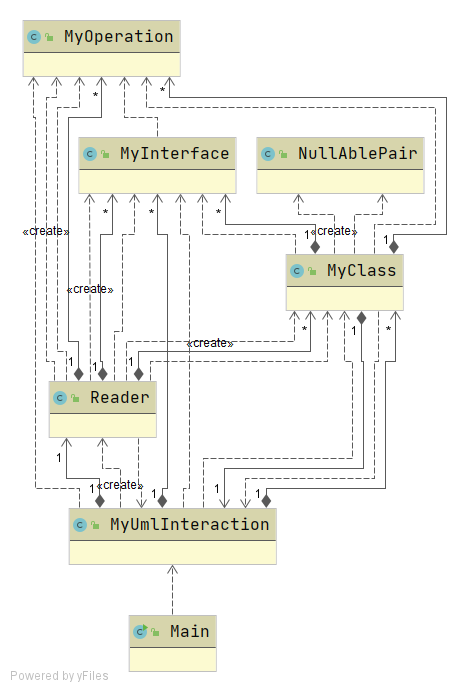 MyOperation
*
*
MyInterface
NullAblePair
*
*
*
1
«create»
1
«create»
MyClass
«create»
*
1
*
«create»
1
1
1
Reader
1
«create»
1
1
1
1
MyUmlInteraction
Main
Powered by yFiles